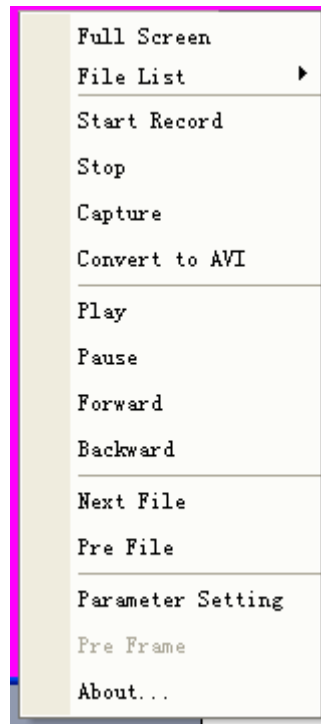 Full Screen
File List
Start Record
Stop
Capture
Convert to AVI
Play
Pause
Forward
Backward
Next File
Pre File
Parameter Setting
Pre Frame
About...